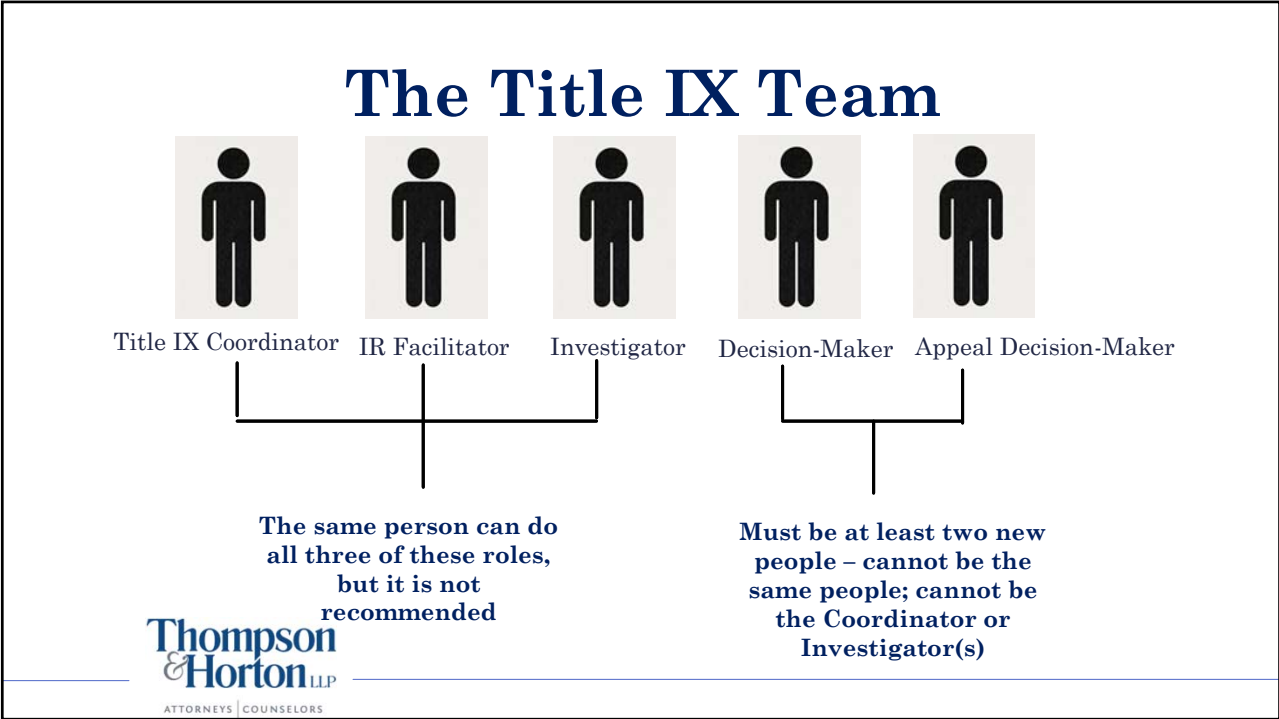 The Title IX Team
Title IX Coordinator
IR Facilitator
Investigator
Decision-Maker
Appeal Decision-Maker
The same person can do
all three of these roles,
but it is not
recommended
Must be at least two new
people – cannot be the
same people; cannot be
the Coordinator or
Investigator(s)
Thompson
&Horton LLP
ATTORNEYS | COUNSELORS